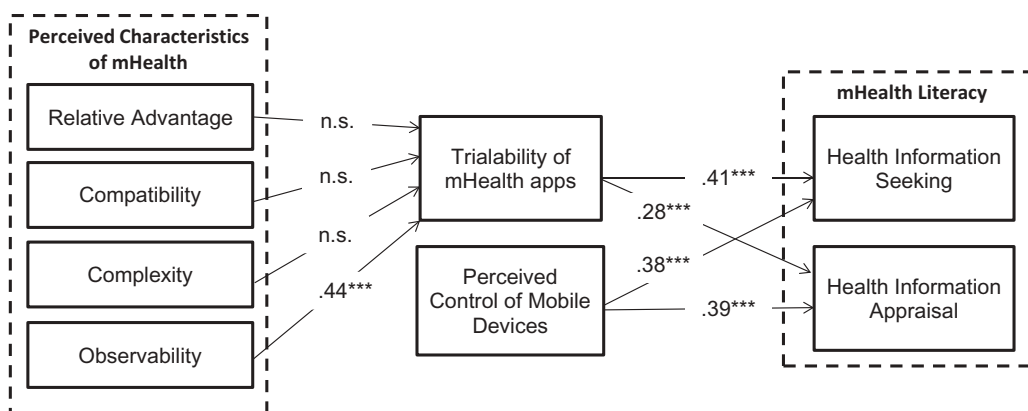 Perceived Characteristics
of mHealth
Relative Advantage
Compatibility
Complexity
Observability
n.s.
n.s.
n.s.
.44***
Trialability of
mHealth apps
Perceived
Control of Mobile
Devices
.41***
.28***
.38***
.39***
mHealth Literacy
Health Information
Seeking
Health Information
Appraisal